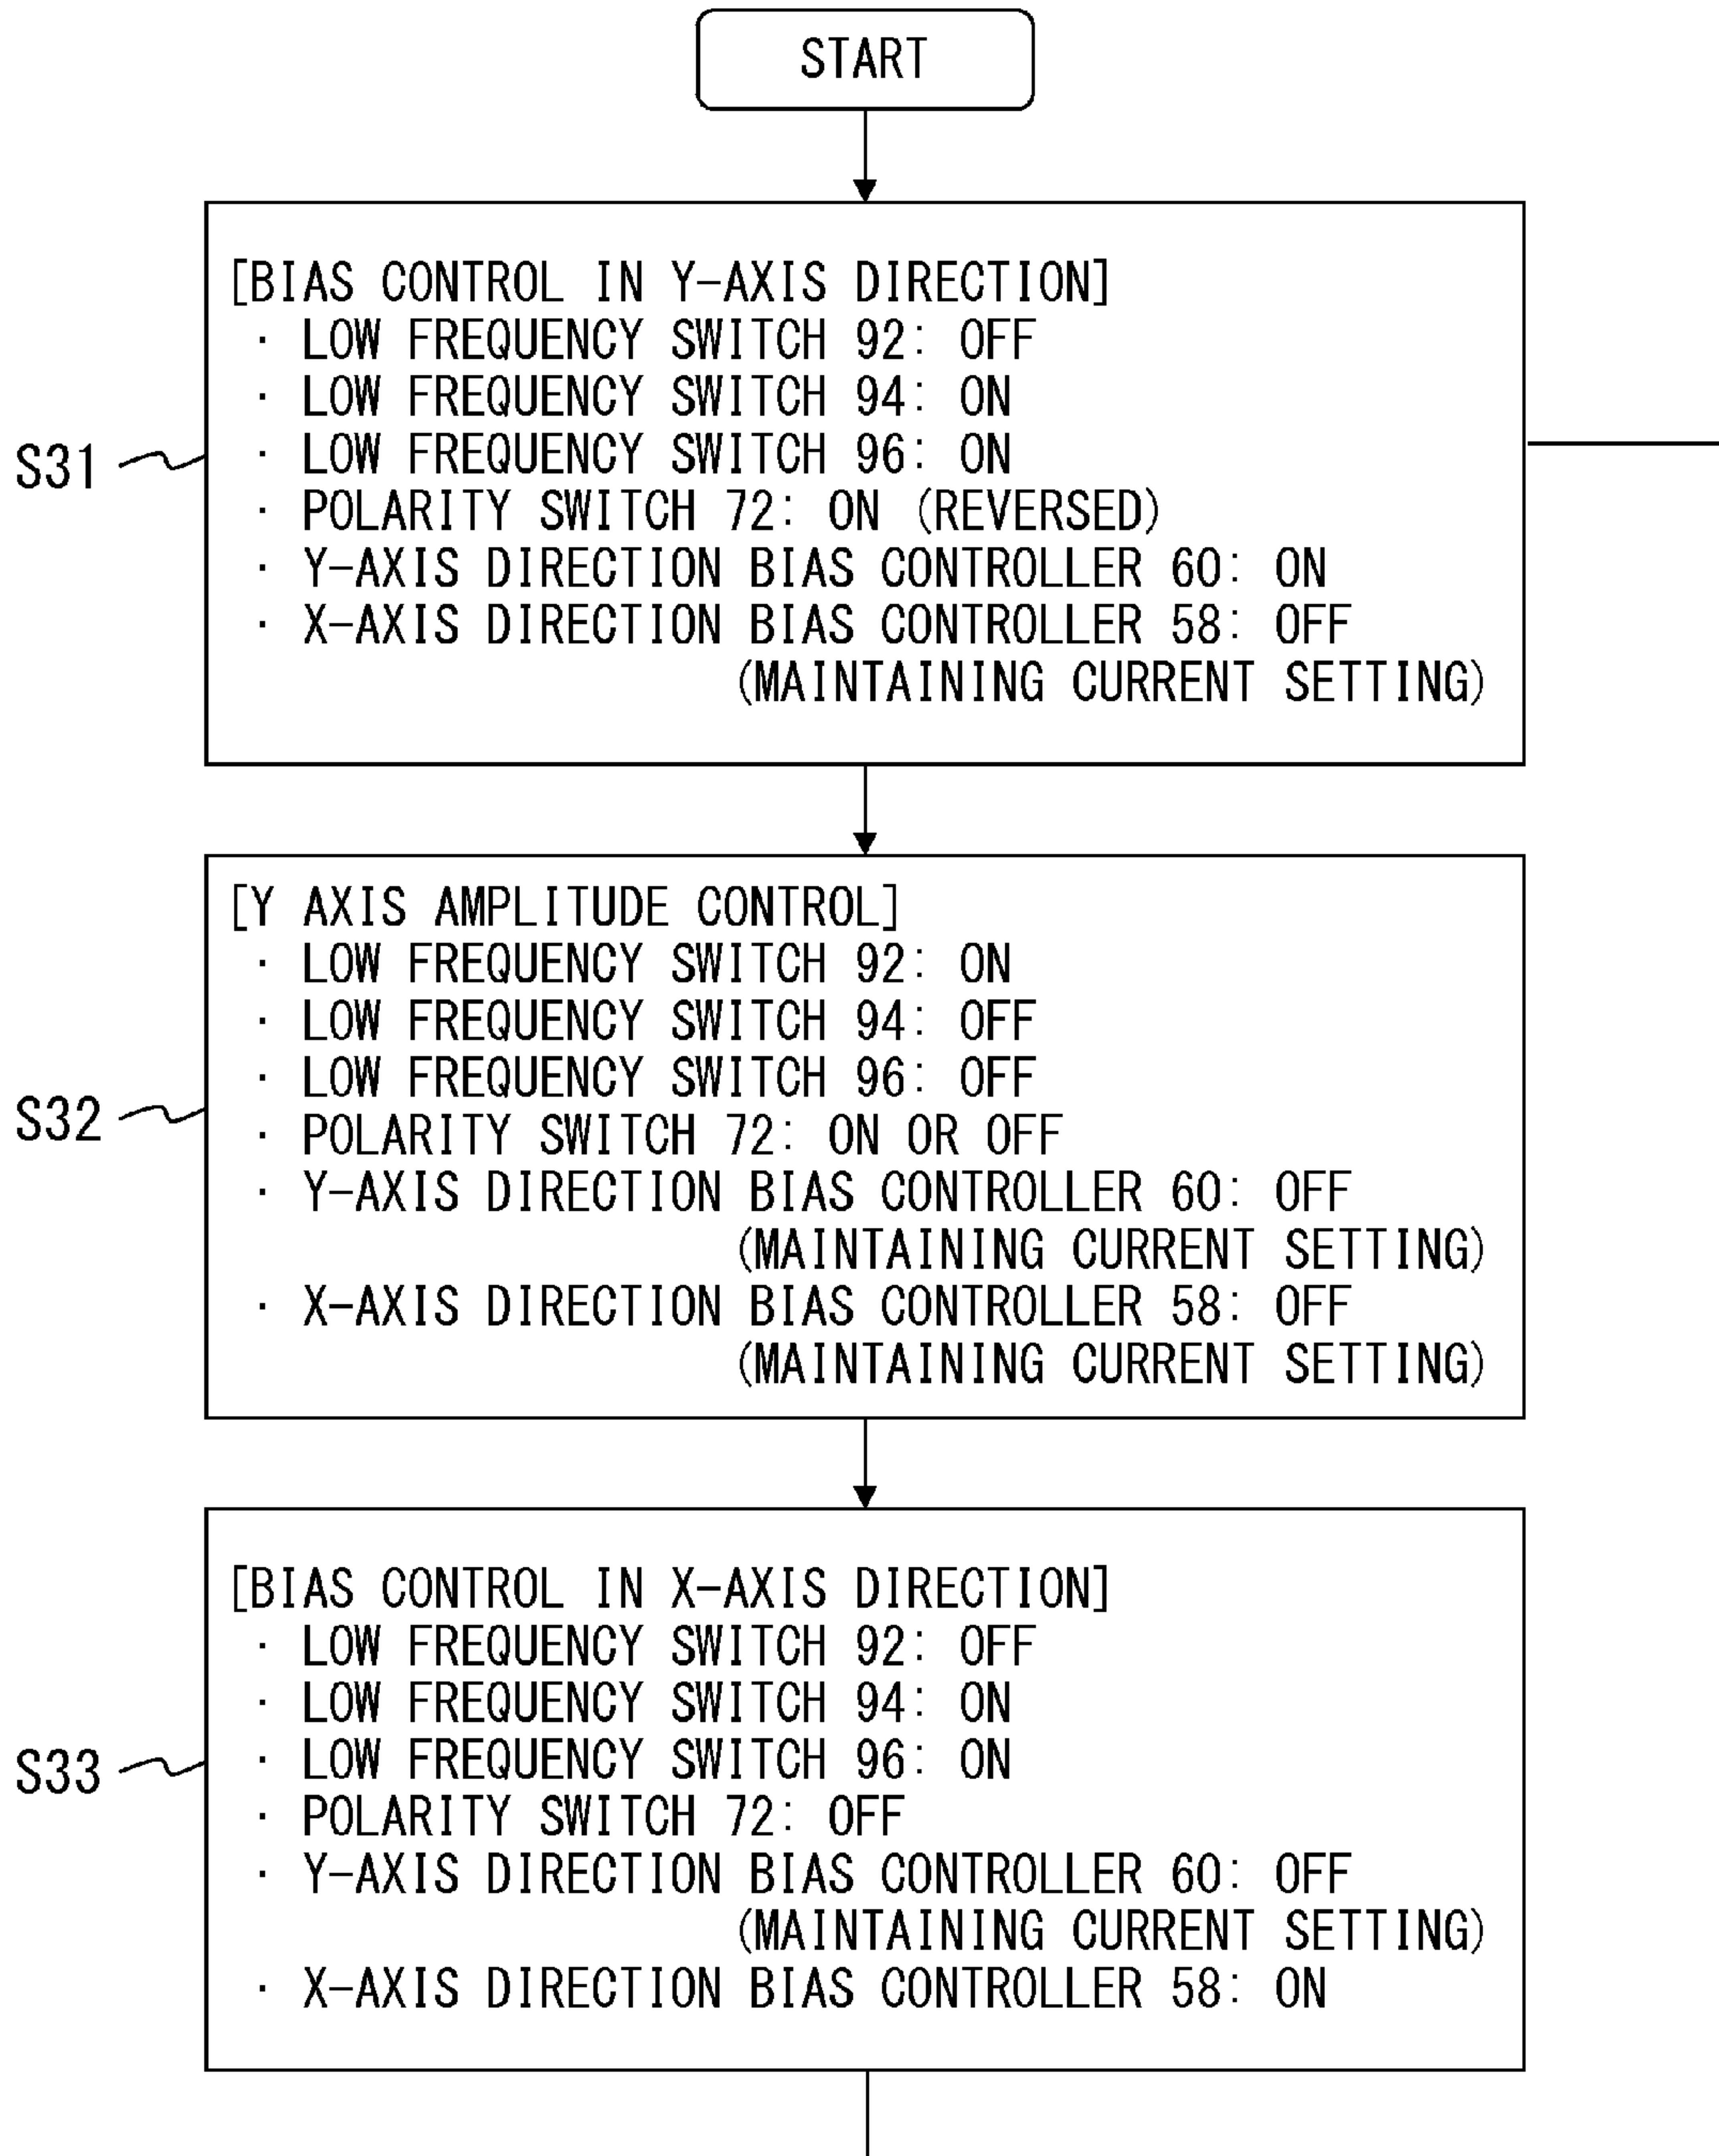 START
[BIAS CONTROL IN Y-AXIS DIRECTION]
· LOW FREQUENCY SWITCH 92: OFF
· LOW FREQUENCY SWITCH 94: ON
· LOW FREQUENCY SWITCH 96: ON
· POLARITY SWITCH 72: ON (REVERSED)
· Y-AXIS DIRECTION BIAS CONTROLLER 60: ON
· X-AXIS DIRECTION BIAS CONTROLLER 58: OFF
(MAINTAINING CURRENT SETTING)
S31
[Y AXIS AMPLITUDE CONTROL]
· LOW FREQUENCY SWITCH 92: ON
· LOW FREQUENCY SWITCH 94: OFF
· LOW FREQUENCY SWITCH 96: OFF
· POLARITY SWITCH 72: ON OR OFF
· Y-AXIS DIRECTION BIAS CONTROLLER 60: OFF
(MAINTAINING CURRENT SETTING)
· X-AXIS DIRECTION BIAS CONTROLLER 58: OFF
(MAINTAINING CURRENT SETTING)
S32
[BIAS CONTROL IN X-AXIS DIRECTION]
· LOW FREQUENCY SWITCH 92: OFF
· LOW FREQUENCY SWITCH 94: ON
· LOW FREQUENCY SWITCH 96: ON
· POLARITY SWITCH 72: OFF
· Y-AXIS DIRECTION BIAS CONTROLLER 60: OFF
(MAINTAINING CURRENT SETTING)
· X-AXIS DIRECTION BIAS CONTROLLER 58: ON
S33